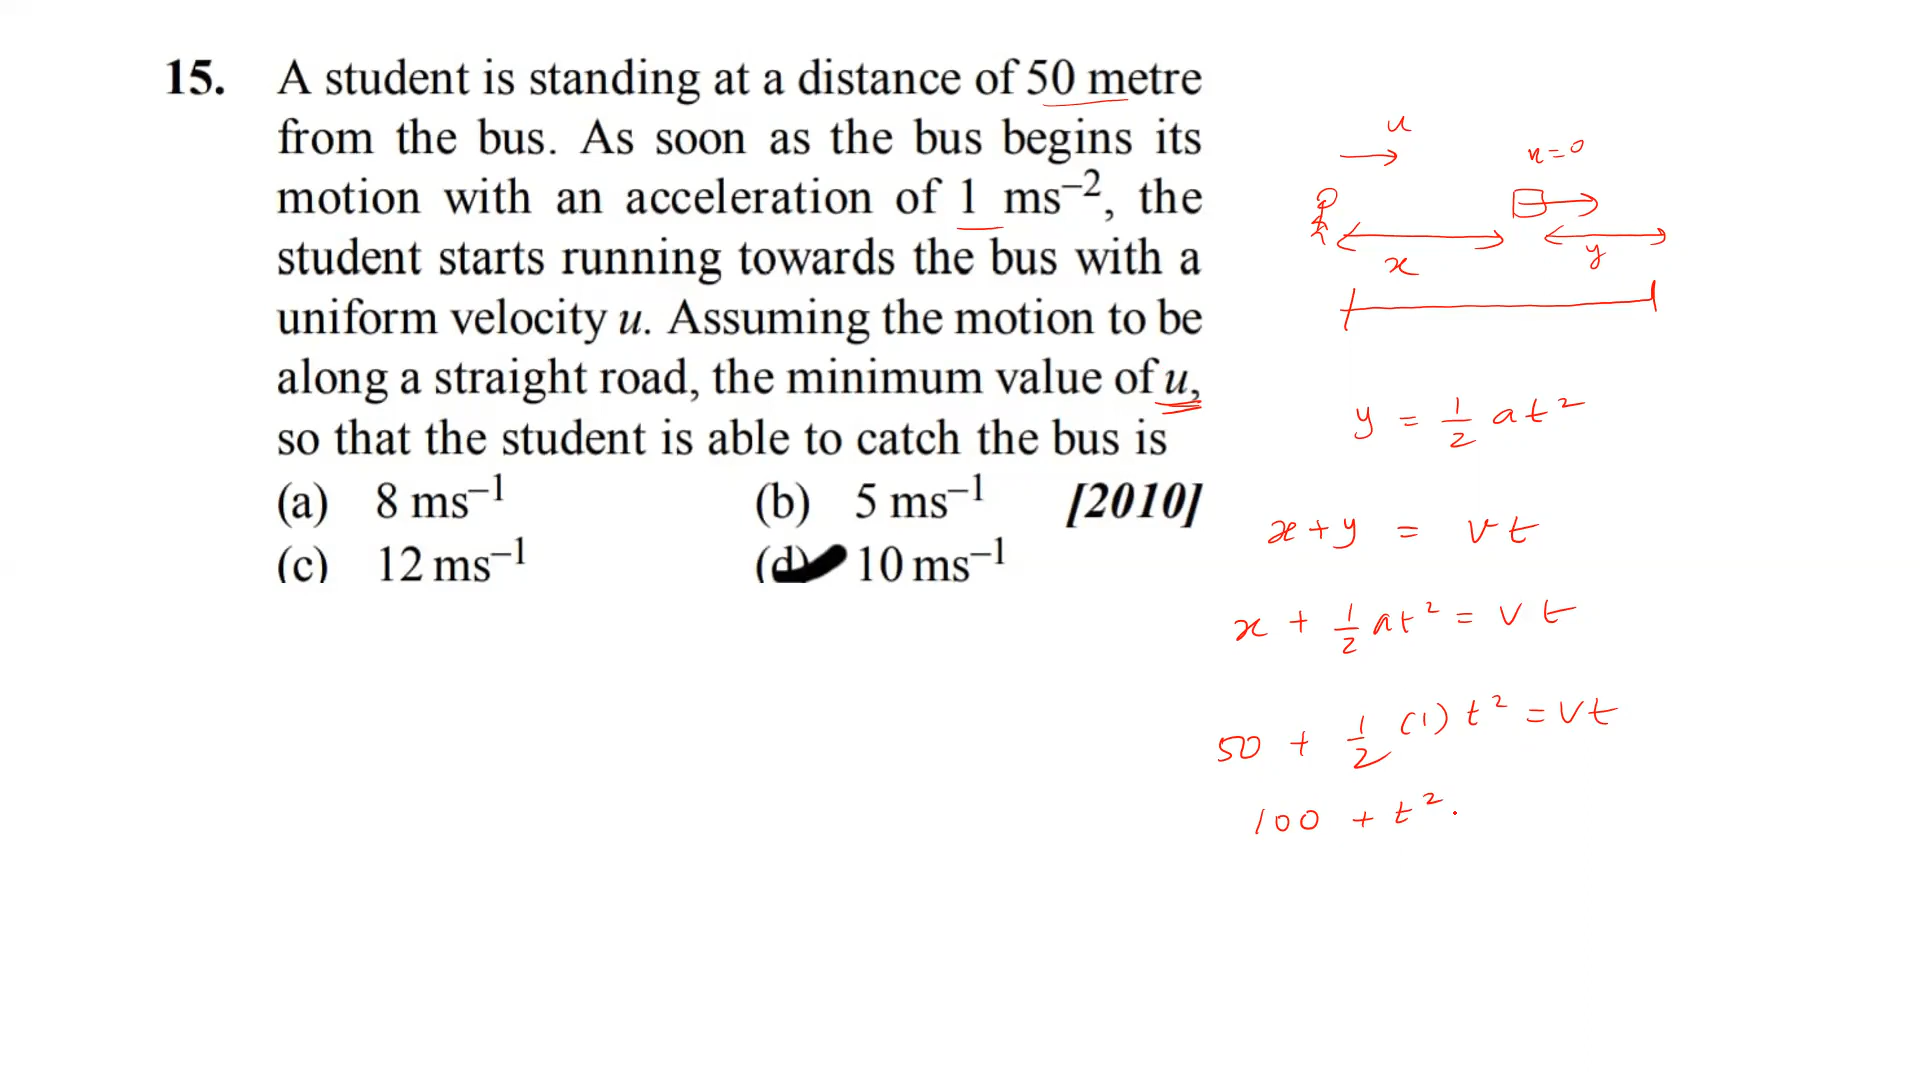 15. A student is standing at a distance of 50 metre
from the bus. As soon as the bus begins its
motion with an acceleration of 1 ms⁻², the
student starts running towards the bus with a
uniform velocity u. Assuming the motion to be
along a straight road, the minimum value of u,
so that the student is able to catch the bus is
(a) 8 ms⁻¹ (b) 5 ms⁻¹ [2010]
(c) 12 ms⁻¹ (d) 10 ms⁻¹
u
n=0
x
y
y = 1/2 at²
x + y = vt
x + 1/2 at² = vt
50 + 1/2 (1) t² = vt
100 + t².